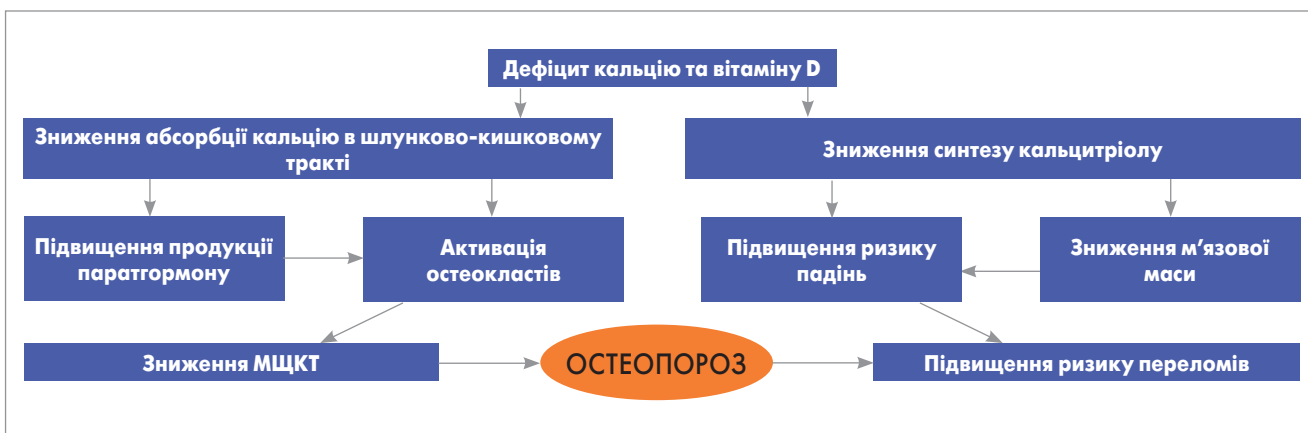 Дефіцит кальцію та вітаміну D
Зниження абсорбції кальцію в шлунково-кишковому
тракті
Зниження синтезу кальцитріолу
Підвищення продукції
паратгормону
Активація
остеокластів
Підвищення ризику
падінь
Зниження м’язової
маси
Зниження МЩКТ
ОСТЕОПОРОЗ
Підвищення ризику переломів